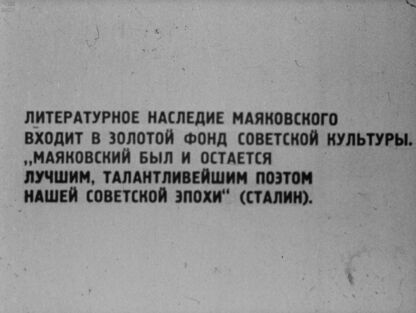 ЛИТЕРАТУРНОЕ НАСЛЕДИЕ МАЯКОВСКОГО
ВХОДИТ В ЗОЛОТОЙ ФОНД СОВЕТСКОЙ КУЛЬТУРЫ.
„МАЯКОВСКИЙ БЫЛ И ОСТАЕТСЯ
ЛУЧШИМ, ТАЛАНТЛИВЕЙШИМ ПОЭТОМ
НАШЕЙ СОВЕТСКОЙ ЭПОХИ“ (СТАЛИН).